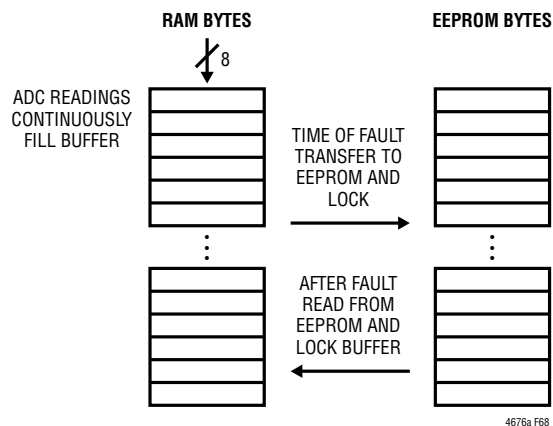 RAM BYTES
EEPROM BYTES
8
ADC READINGS
CONTINUOUSLY
FILL BUFFER
TIME OF FAULT
TRANSFER TO
EEPROM AND
LOCK
AFTER FAULT
READ FROM
EEPROM AND
LOCK BUFFER
4676a F68